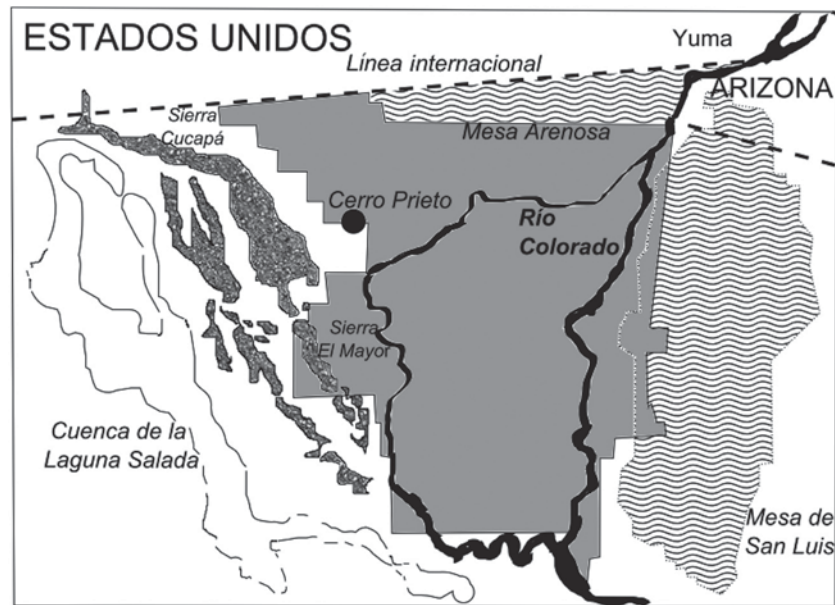 ESTADOS UNIDOS
Yuma
Línea internacional
ARIZONA
Sierra
Cucapá
Mesa Arenosa
Cerro Prieto
Río
Colorado
Sierra
El Mayor
Cuenca de la
Laguna Salada
Mesa de
San Luis